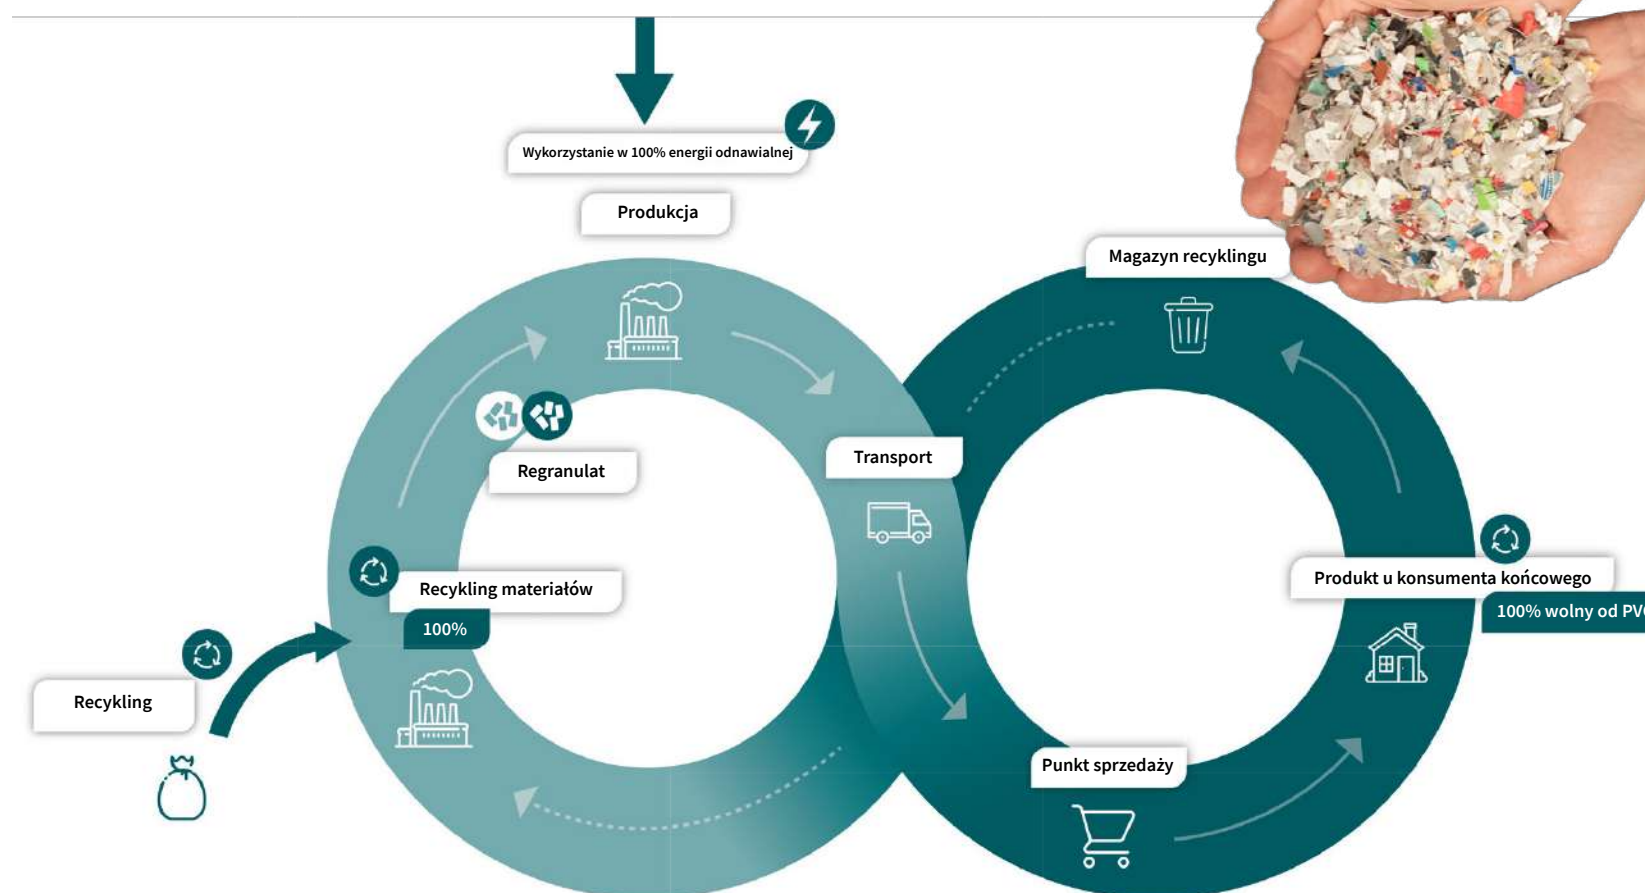 Wykorzystanie w 100% energii odnawialnej
Produkcja
Magazyn recyklingu
Regranulat
Transport
Recykling materiałów
100%
Produkt u konsumenta końcowego
100% wolny od PV
Recykling
Punkt sprzedaży